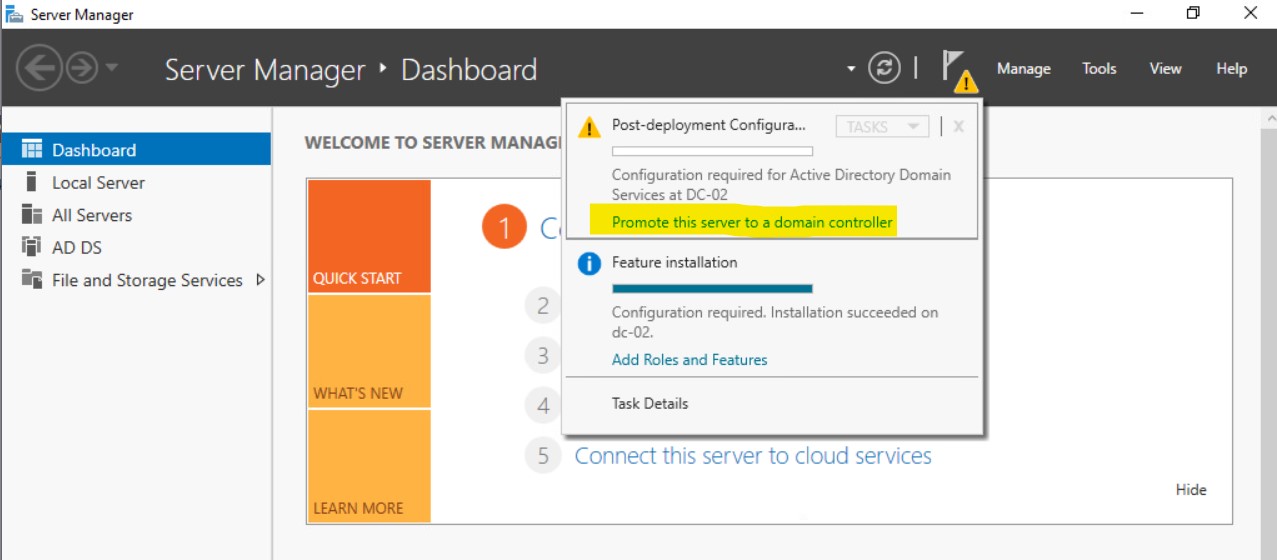 Server Manager
Server Manager ‣ Dashboard
Manage Tools View Help
Dashboard
Local Server
All Servers
AD DS
File and Storage Services
WELCOME TO SERVER MANAG
QUICK START
WHAT'S NEW
LEARN MORE
1
2
3
4
5 Connect this server to cloud services
Hide
Post-deployment Configura... TASKS X
Configuration required for Active Directory Domain
Services at DC-02
Promote this server to a domain controller
Feature installation
Configuration required. Installation succeeded on
dc-02.
Add Roles and Features
Task Details